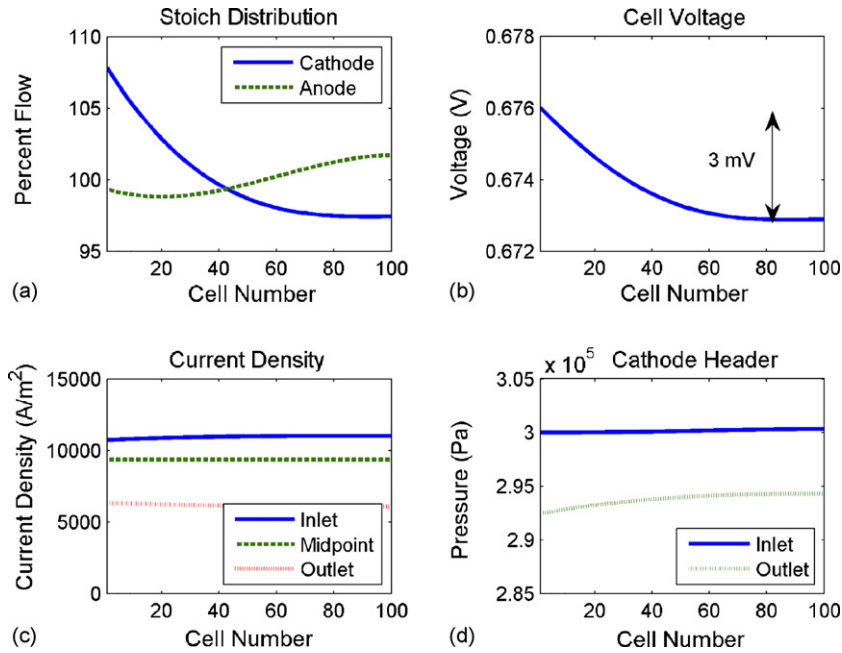 Stoich Distribution
110
105
100
95
Percent Flow
Cathode
Anode
20 40 60 80 100
Cell Number
(a)
Cell Voltage
0.678
0.676
0.674
0.672
Voltage (V)
3 mV
20 40 60 80 100
Cell Number
(b)
Current Density
15000
10000
5000
0
Current Density (A/m²)
Inlet
Midpoint
Outlet
20 40 60 80 100
Cell Number
(c)
x 10⁵
Cathode Header
3.05
3
2.95
2.9
2.85
Pressure (Pa)
Inlet
Outlet
20 40 60 80 100
Cell Number
(d)